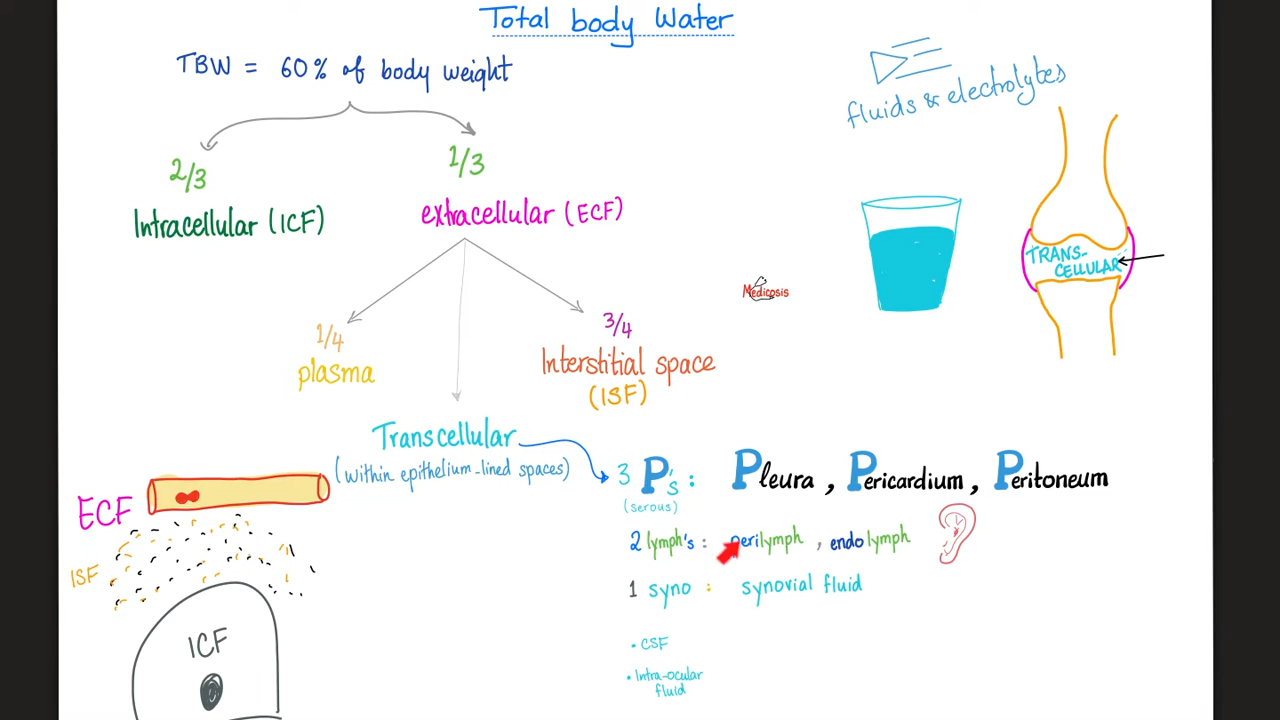 Total body Water
TBW = 60% of body weight
fluids & electrolytes
2/3
1/3
Intracellular (ICF)
extracellular (ECF)
TRANS-
CELLULAR
Medicosis
1/4
plasma
3/4
Interstitial space
(ISF)
Transcellular
(within epithelium-lined spaces)
3 P's : Pleura , Pericardium , Peritoneum
(serous)
2 lymph's : perilymph , endolymph
1 syno : synovial fluid
• CSF
• Intra-ocular
fluid
ECF
ISF
ICF